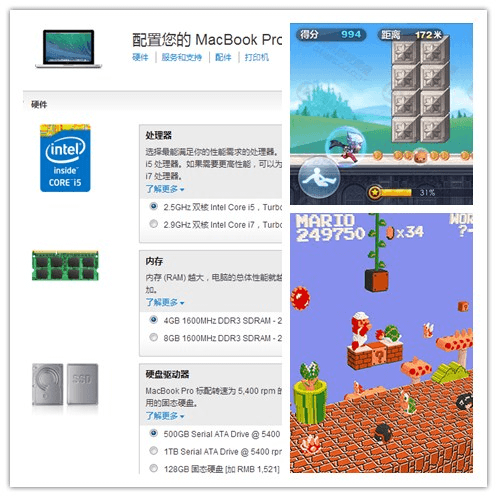 配置您的 MacBook Pro
硬件 | 服务和支持 | 配件 | 打印机
硬件
intel
inside™
CORE i5
处理器
选择最能满足你的性能需求的处理器。
i5 处理器。如果需要更高性能，可以为
i7 处理器。
了解更多
2.5GHz 双核 Intel Core i5，Turbo
2.9GHz 双核 Intel Core i7，Turb
内存
内存 (RAM) 越大，电脑的总体性能就越
加。
了解更多
4GB 1600MHz DDR3 SDRAM - 2
8GB 1600MHz DDR3 SDRAM - 2
SSD
硬盘驱动器
MacBook Pro 标配转速为 5,400 rpm 的
用的固态硬盘。
了解更多
500GB Serial ATA Drive @ 5400
1TB Serial ATA Drive @ 5400 r
128GB 固态硬盘 [加 RMB 1,521]
得分 994 距离 172米
31%
MARIO WOR
249750 x34 ?-